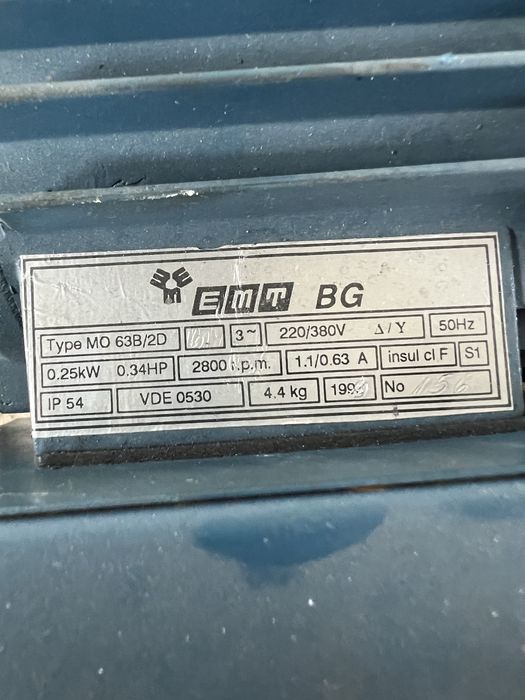 EMT BG
Type MO 63B/2D 3~ 220/380V Δ/Y 50Hz
0.25kW 0.34HP 2800 r.p.m. 1.1/0.63 A insul cl F S1
IP 54 VDE 0530 4.4 kg No